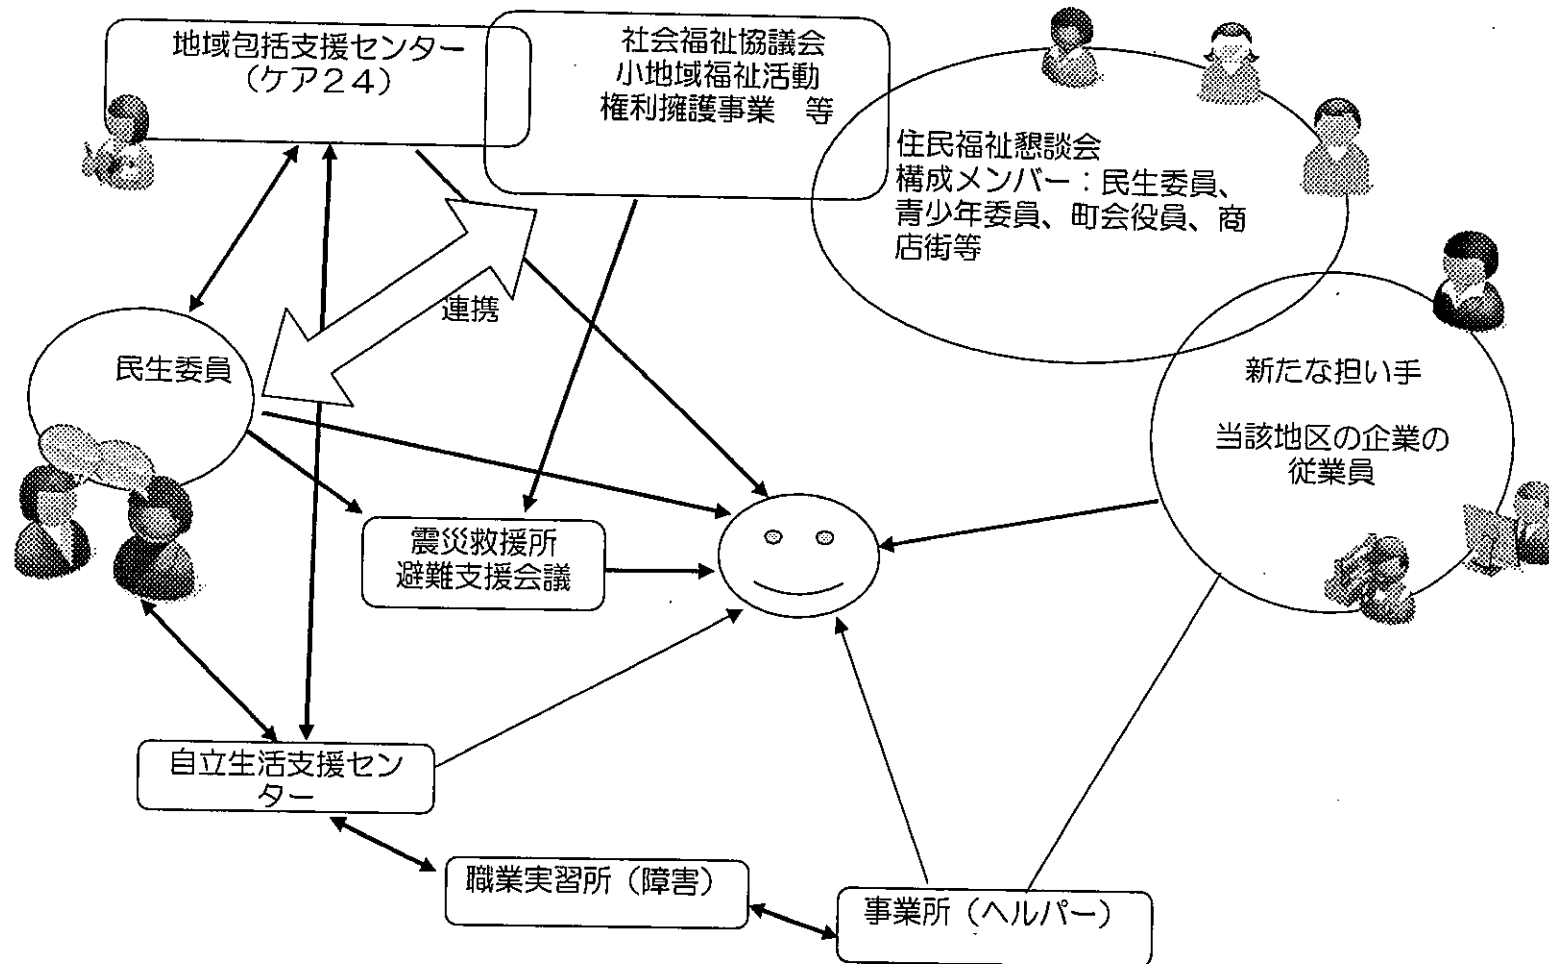 地域包括支援センター
(ケア24)
社会福祉協議会
小地域福祉活動
権利擁護事業　等
住民福祉懇談会
構成メンバー：民生委員、
青少年委員、町会役員、商
店街等
連携
民生委員
新たな担い手
当該地区の企業の
従業員
震災救援所
避難支援会議
自立生活支援セン
ター
職業実習所（障害）
事業所（ヘルパー）